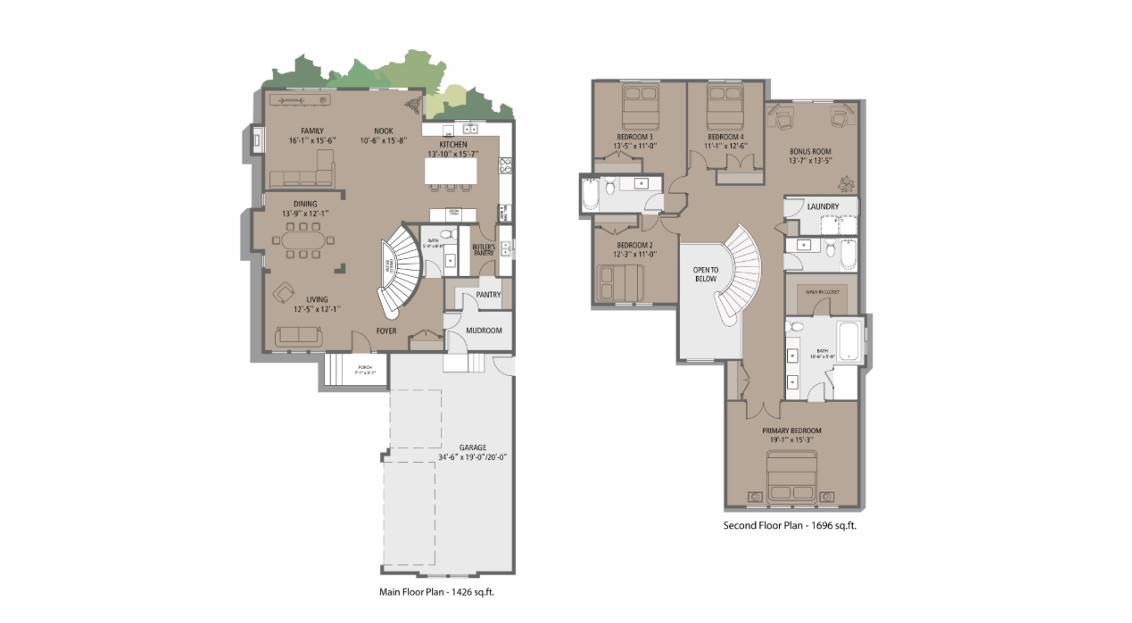 FAMILY
16'-1" x 15'-6"
NOOK
10'-6" x 15'-8"
KITCHEN
13'-10" x 15'-7"
DINING
13'-9" x 12'-1"
BATH
BUTLER'S
PANTRY
LIVING
12'-5" x 12'-1"
PANTRY
FOYER
MUDROOM
PORCH
GARAGE
34'-6" x 19'-0"/20'-0"
Main Floor Plan - 1426 sq.ft.
BEDROOM 3
13'-5" x 11'-0"
BEDROOM 4
11'-1" x 12'-6"
BONUS ROOM
13'-7" x 13'-5"
LAUNDRY
BEDROOM 2
12'-3" x 11'-0"
OPEN TO
BELOW
WALK-IN CLOSET
BATH
PRIMARY BEDROOM
19'-1" x 15'-3"
Second Floor Plan - 1696 sq.ft.